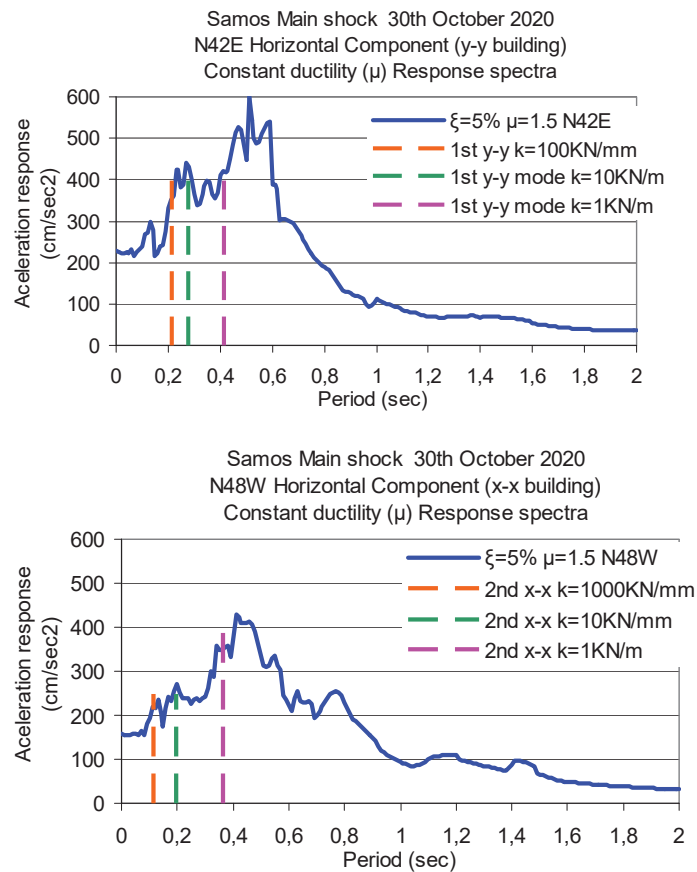 Samos Main shock  30th October 2020
N42E Horizontal Component (y-y building)
Constant ductility (μ) Response spectra
Aceleration response
(cm/sec2)
600
500
400
300
200
100
0
ξ=5% μ=1.5 N42E
1st y-y k=100KN/mm
1st y-y mode k=10KN/m
1st y-y mode k=1KN/m
0 0,2 0,4 0,6 0,8 1 1,2 1,4 1,6 1,8 2
Period (sec)
Samos Main shock  30th October 2020
N48W Horizontal Component (x-x building)
Constant ductility (μ) Response spectra
Aceleration response
(cm/sec2)
600
500
400
300
200
100
0
ξ=5% μ=1.5 N48W
2nd x-x k=1000KN/mm
2nd x-x k=10KN/mm
2nd x-x k=1KN/m
0 0,2 0,4 0,6 0,8 1 1,2 1,4 1,6 1,8 2
Period (sec)